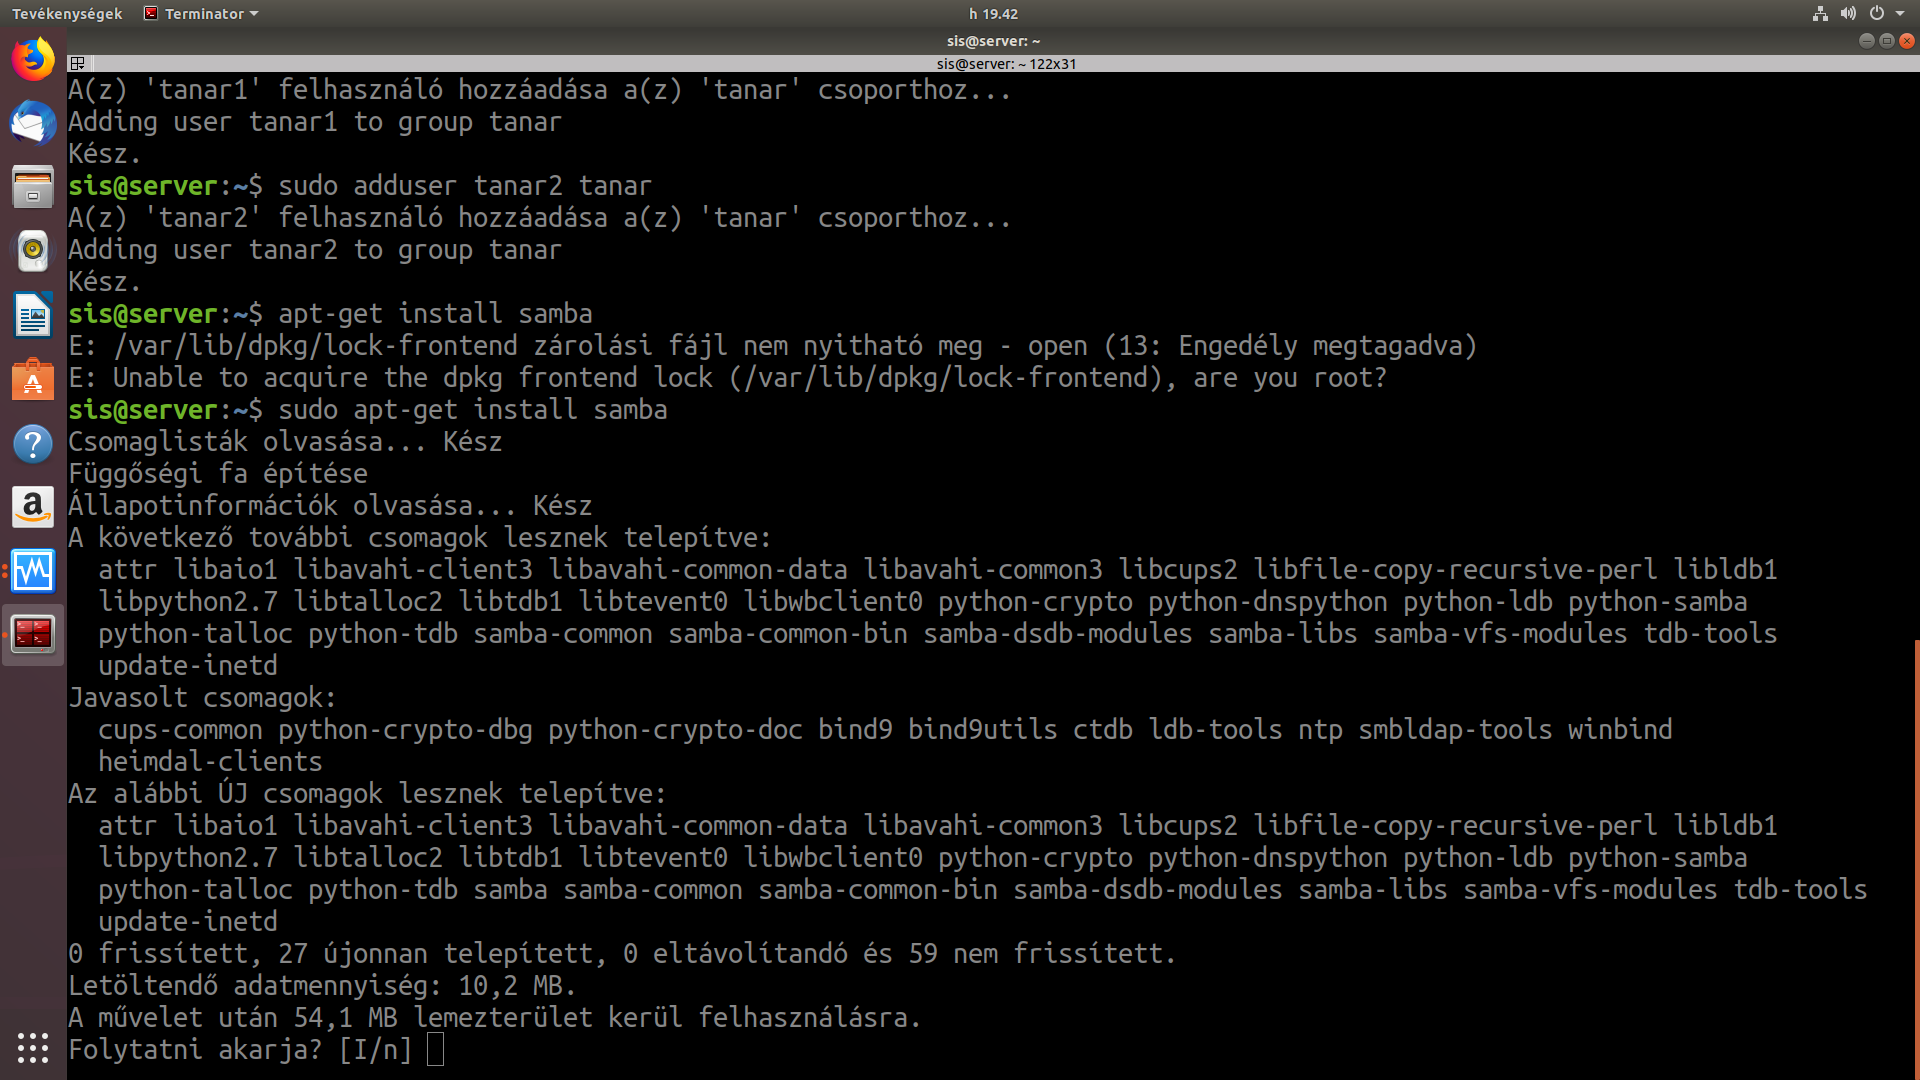 Tevékenységek Terminator h 19.42
sis@server: ~
sis@server: ~ 122x31
A(z) 'tanar1' felhasználó hozzáadása a(z) 'tanar' csoporthoz...
Adding user tanar1 to group tanar
Kész.
sis@server:~$ sudo adduser tanar2 tanar
A(z) 'tanar2' felhasználó hozzáadása a(z) 'tanar' csoporthoz...
Adding user tanar2 to group tanar
Kész.
sis@server:~$ apt-get install samba
E: /var/lib/dpkg/lock-frontend zárolási fájl nem nyitható meg - open (13: Engedély megtagadva)
E: Unable to acquire the dpkg frontend lock (/var/lib/dpkg/lock-frontend), are you root?
sis@server:~$ sudo apt-get install samba
Csomaglisták olvasása... Kész
Függőségi fa építése
Állapotinformációk olvasása... Kész
A következő további csomagok lesznek telepítve:
  attr libaio1 libavahi-client3 libavahi-common-data libavahi-common3 libcups2 libfile-copy-recursive-perl libldb1
  libpython2.7 libtalloc2 libtdb1 libtevent0 libwbclient0 python-crypto python-dnspython python-ldb python-samba
  python-talloc python-tdb samba-common samba-common-bin samba-dsdb-modules samba-libs samba-vfs-modules tdb-tools
  update-inetd
Javasolt csomagok:
  cups-common python-crypto-dbg python-crypto-doc bind9 bind9utils ctdb ldb-tools ntp smbldap-tools winbind
  heimdal-clients
Az alábbi ÚJ csomagok lesznek telepítve:
  attr libaio1 libavahi-client3 libavahi-common-data libavahi-common3 libcups2 libfile-copy-recursive-perl libldb1
  libpython2.7 libtalloc2 libtdb1 libtevent0 libwbclient0 python-crypto python-dnspython python-ldb python-samba
  python-talloc python-tdb samba samba-common samba-common-bin samba-dsdb-modules samba-libs samba-vfs-modules tdb-tools
  update-inetd
0 frissített, 27 újonnan telepített, 0 eltávolítandó és 59 nem frissített.
Letöltendő adatmennyiség: 10,2 MB.
A művelet után 54,1 MB lemezterület kerül felhasználásra.
Folytatni akarja? [I/n]